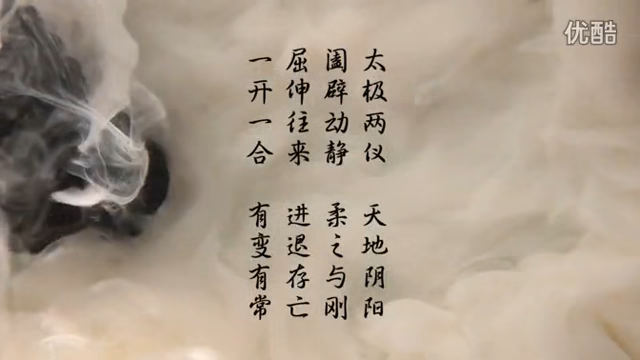 太极两仪 天地阴阳
阖辟动静 柔之与刚
屈伸往来 进退存亡
一开一合 有变有常
优酷